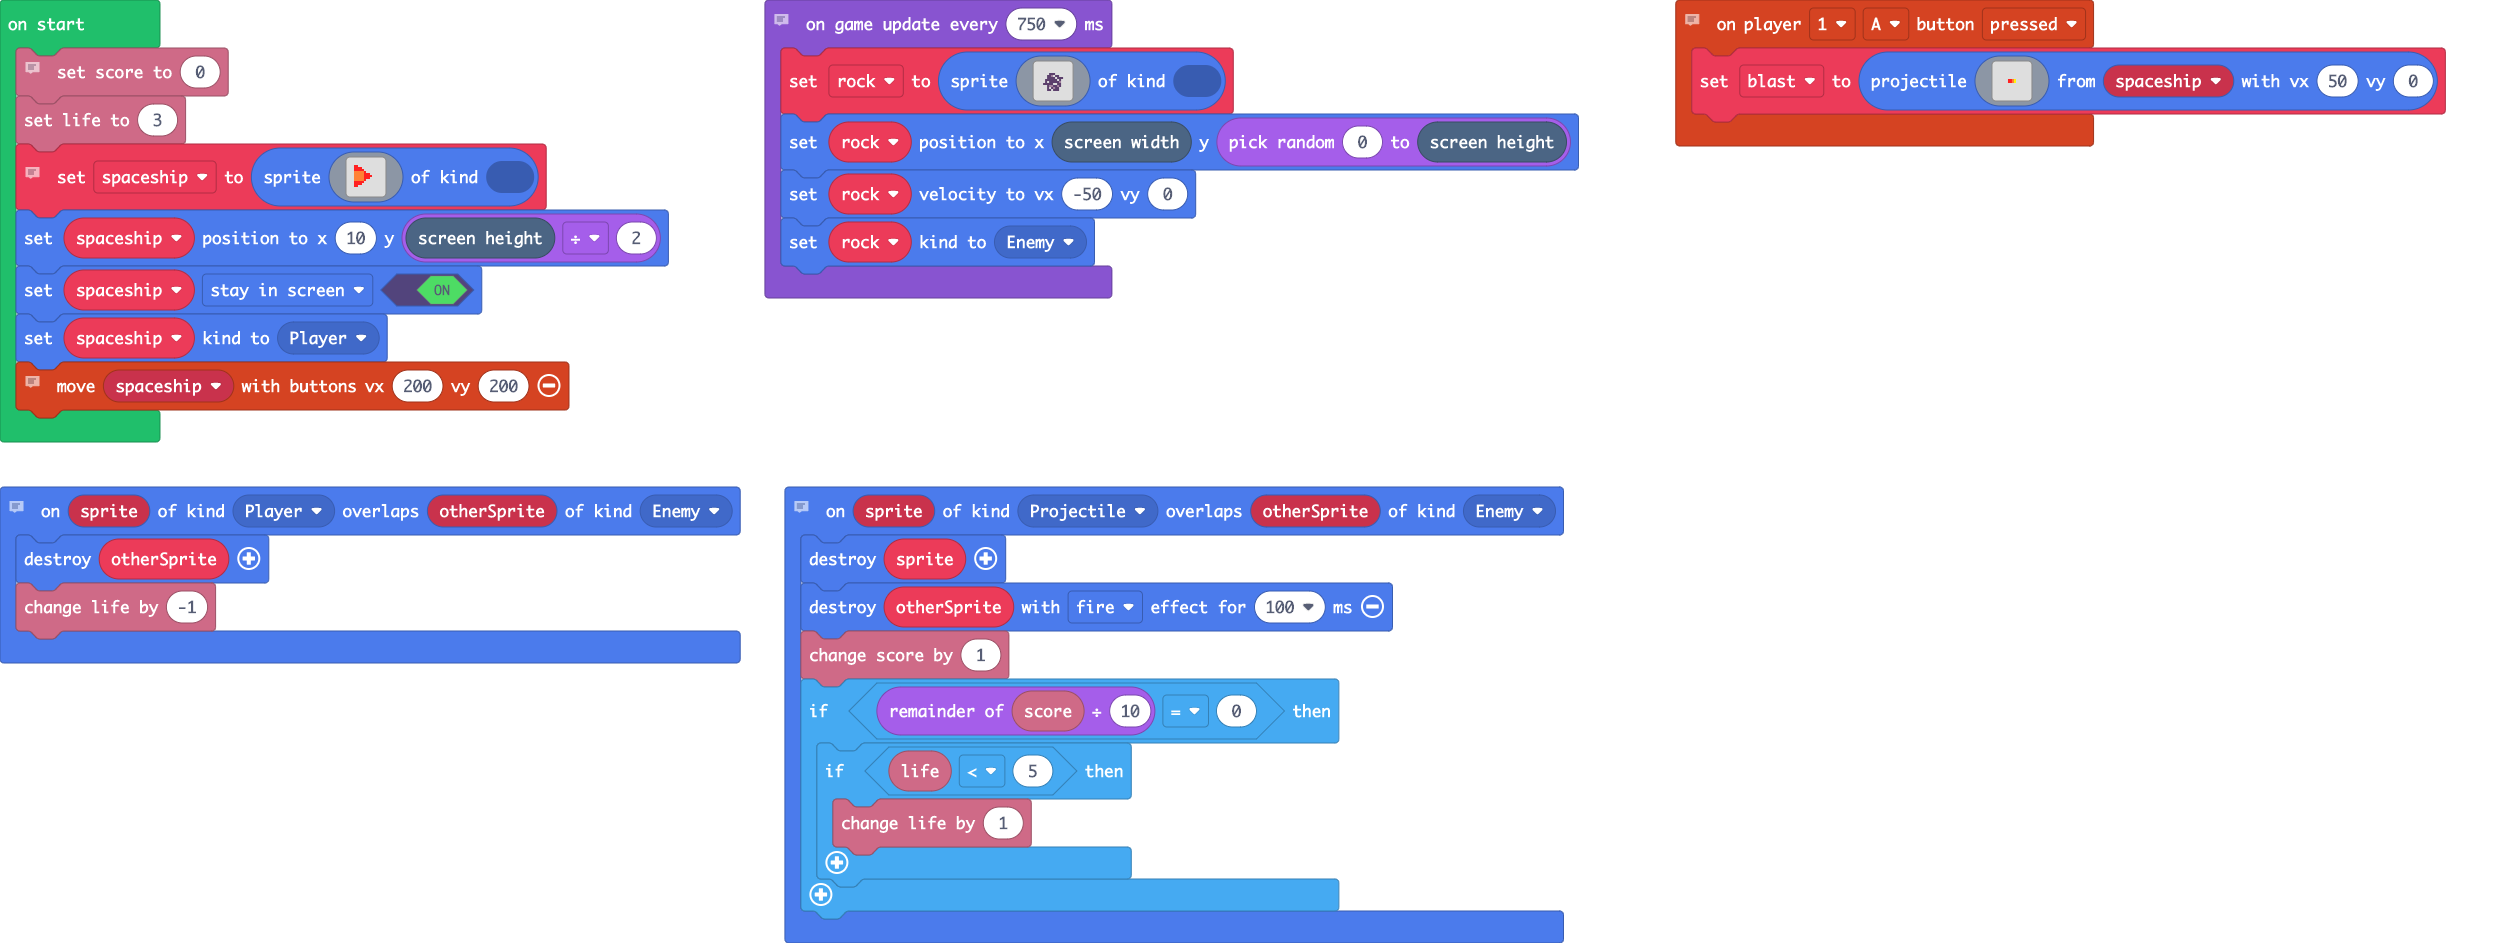 on start
set score to 0
set life to 3
set spaceship to sprite of kind
set spaceship position to x 10 y screen height ÷ 2
set spaceship stay in screen ON
set spaceship kind to Player
move spaceship with buttons vx 200 vy 200
on game update every 750 ms
set rock to sprite of kind
set rock position to x screen width y pick random 0 to screen height
set rock velocity to vx -50 vy 0
set rock kind to Enemy
on player 1 A button pressed
set blast to projectile from spaceship with vx 50 vy 0
on sprite of kind Player overlaps otherSprite of kind Enemy
destroy otherSprite
change life by -1
on sprite of kind Projectile overlaps otherSprite of kind Enemy
destroy sprite
destroy otherSprite with fire effect for 100 ms
change score by 1
if remainder of score ÷ 10 = 0 then
if life < 5 then
change life by 1